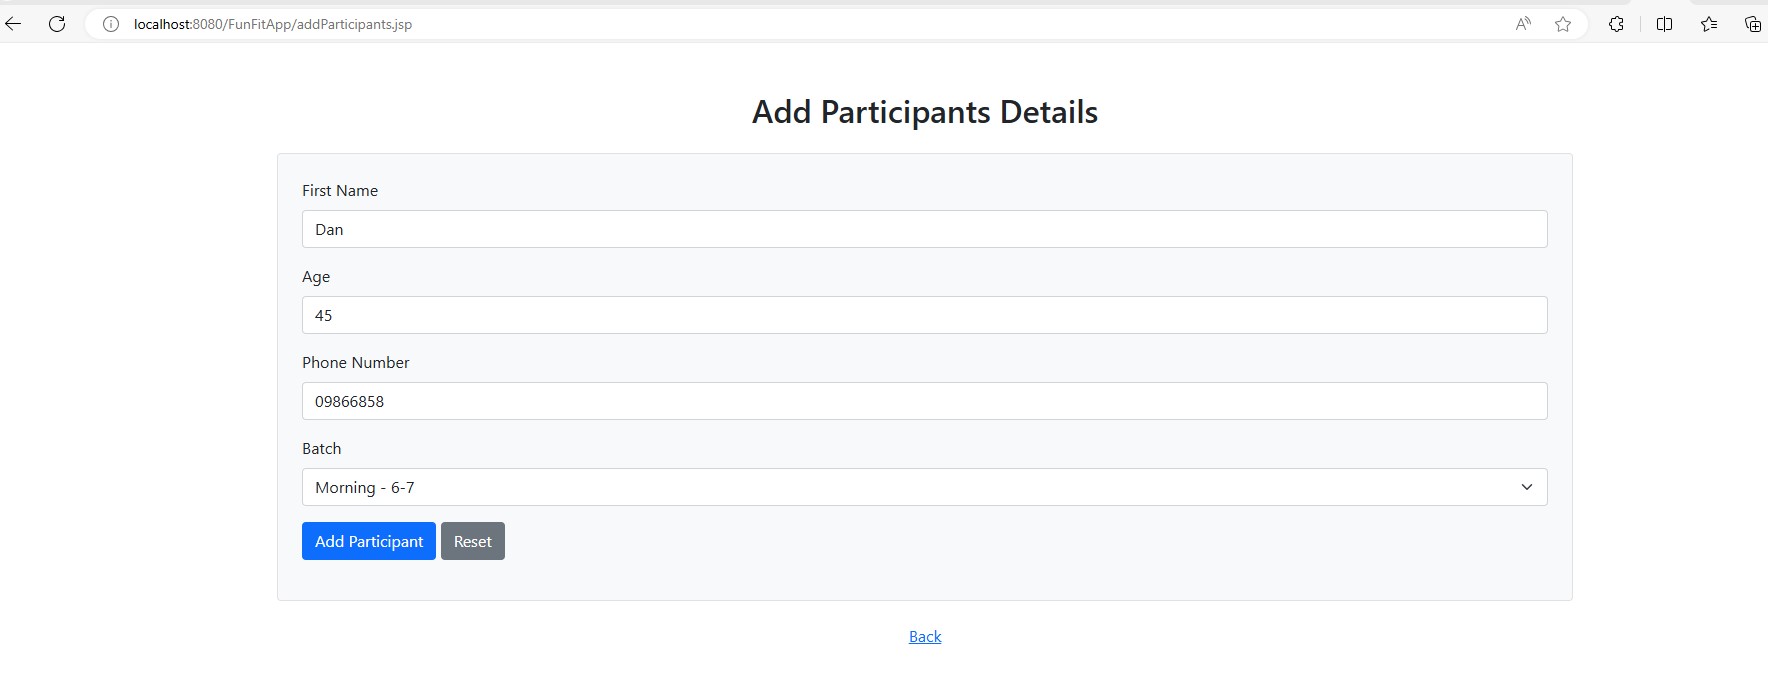 localhost:8080/FunFitApp/addParticipants.jsp
Add Participants Details
First Name
Dan
Age
45
Phone Number
09866858
Batch
Morning - 6-7
Add Participant Reset
Back